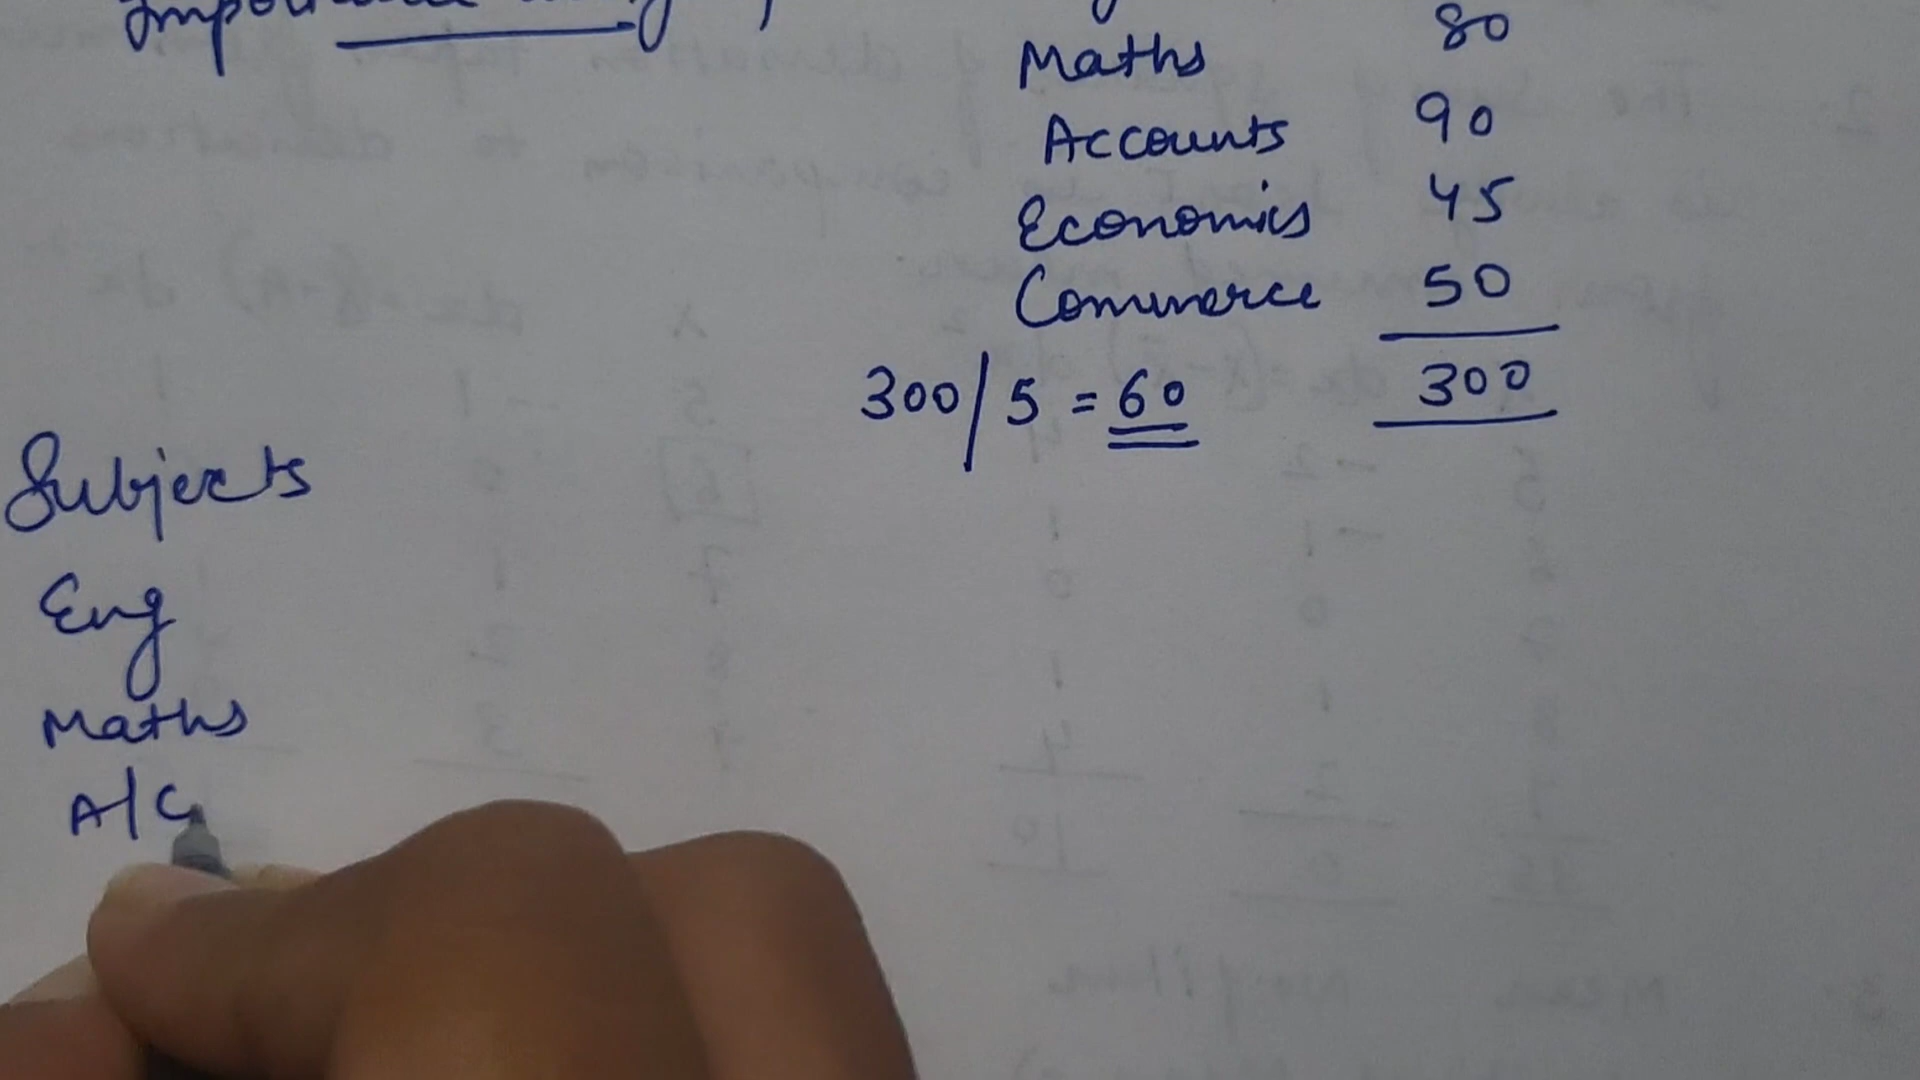 Maths 80
Accounts 90
Economics 45
Commerce 50
300/5 = 60 300
Subjects
Eng
Maths
A/C